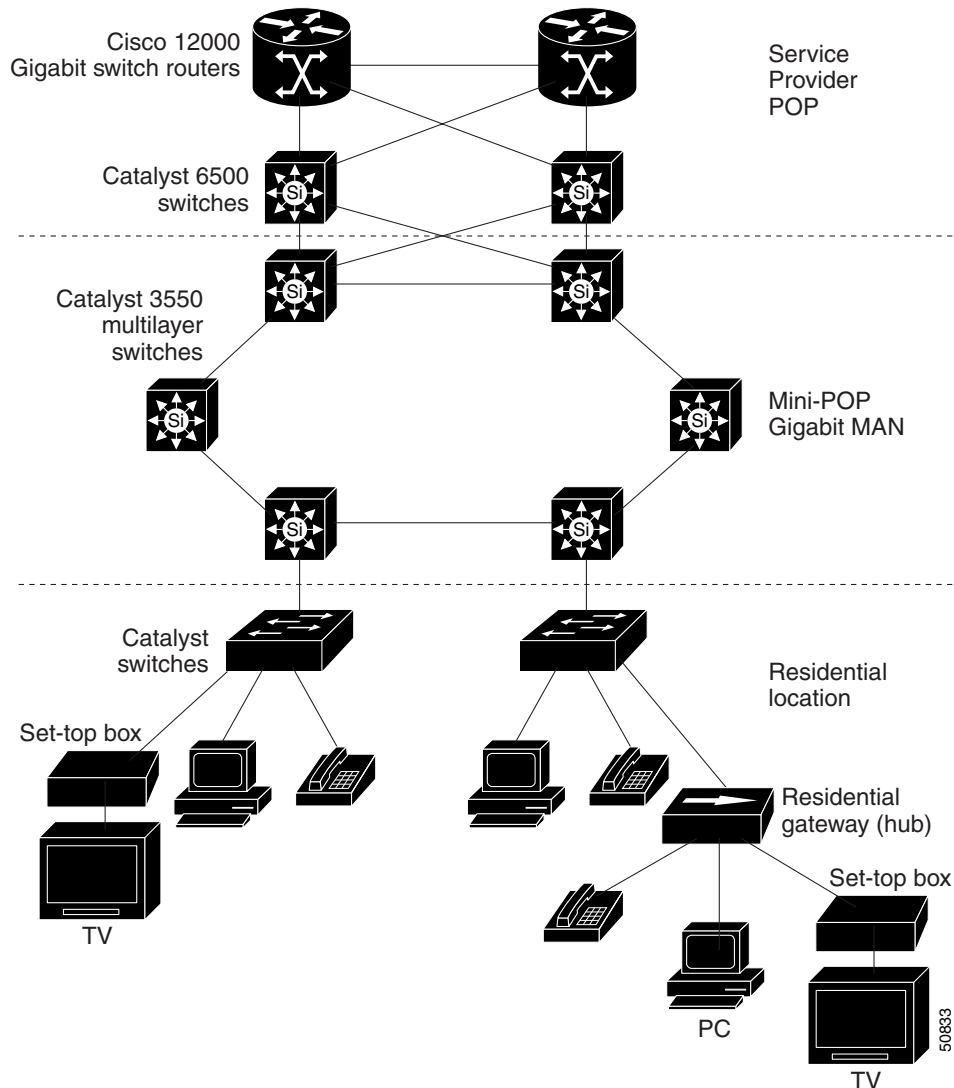 Cisco 12000
Gigabit switch routers
Service
Provider
POP
Catalyst 6500
switches
Si
Si
Si
Si
Catalyst 3550
multilayer
switches
Si
Si
Mini-POP
Gigabit MAN
Si
Si
Catalyst
switches
Residential
location
Set-top box
Residential
gateway (hub)
Set-top box
TV
PC
TV
50833